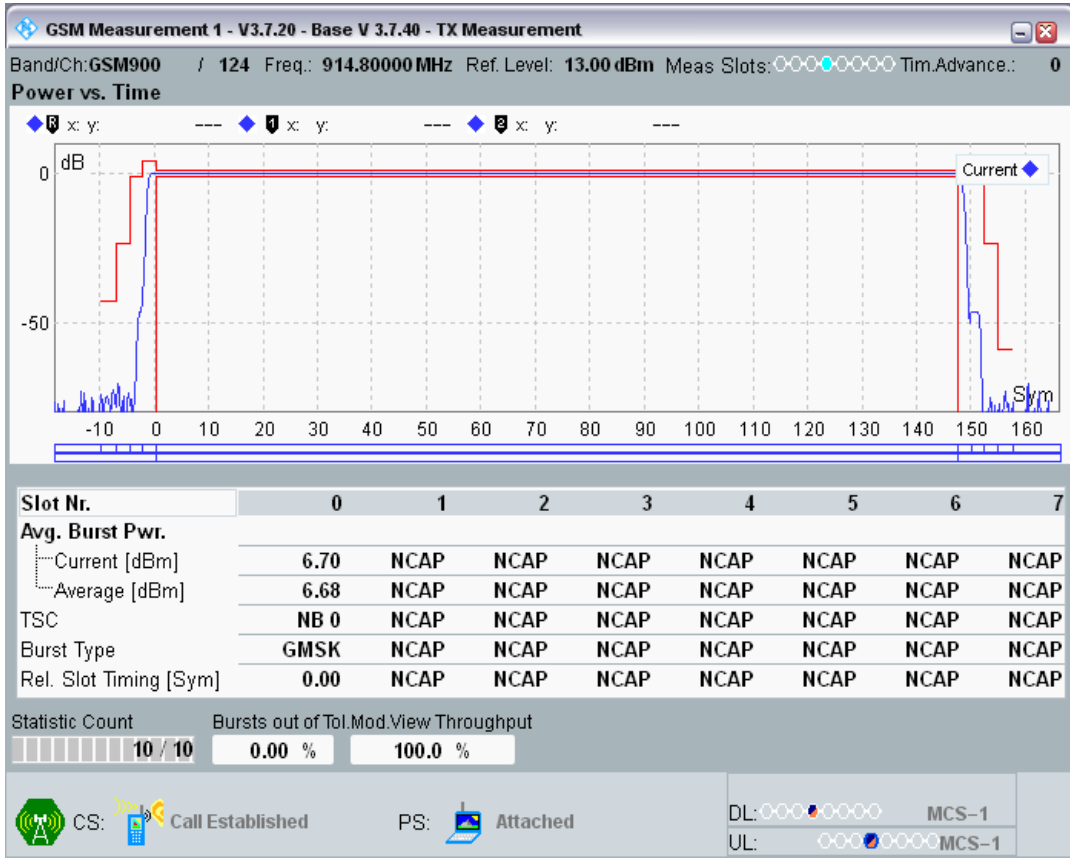 GSM Measurement 1 - V3.7.20 - Base V 3.7.40 - TX Measurement
Band/Ch:GSM900 / 124 Freq.: 914.80000 MHz Ref. Level: 13.00 dBm Meas Slots: Tim.Advance.: 0
Power vs. Time
R x: y: --- 1 x: y: --- 2 x: y: ---
dB
Current
0
-50
Sym
-10 0 10 20 30 40 50 60 70 80 90 100 110 120 130 140 150 160
Slot Nr. 0 1 2 3 4 5 6 7
Avg. Burst Pwr.
Current [dBm] 6.70 NCAP NCAP NCAP NCAP NCAP NCAP NCAP
Average [dBm] 6.68 NCAP NCAP NCAP NCAP NCAP NCAP NCAP
TSC NB 0 NCAP NCAP NCAP NCAP NCAP NCAP NCAP
Burst Type GMSK NCAP NCAP NCAP NCAP NCAP NCAP NCAP
Rel. Slot Timing [Sym] 0.00 NCAP NCAP NCAP NCAP NCAP NCAP NCAP
Statistic Count Bursts out of Tol.Mod.View Throughput
10 / 10 0.00 % 100.0 %
CS: Call Established PS: Attached
DL: MCS-1
UL: MCS-1